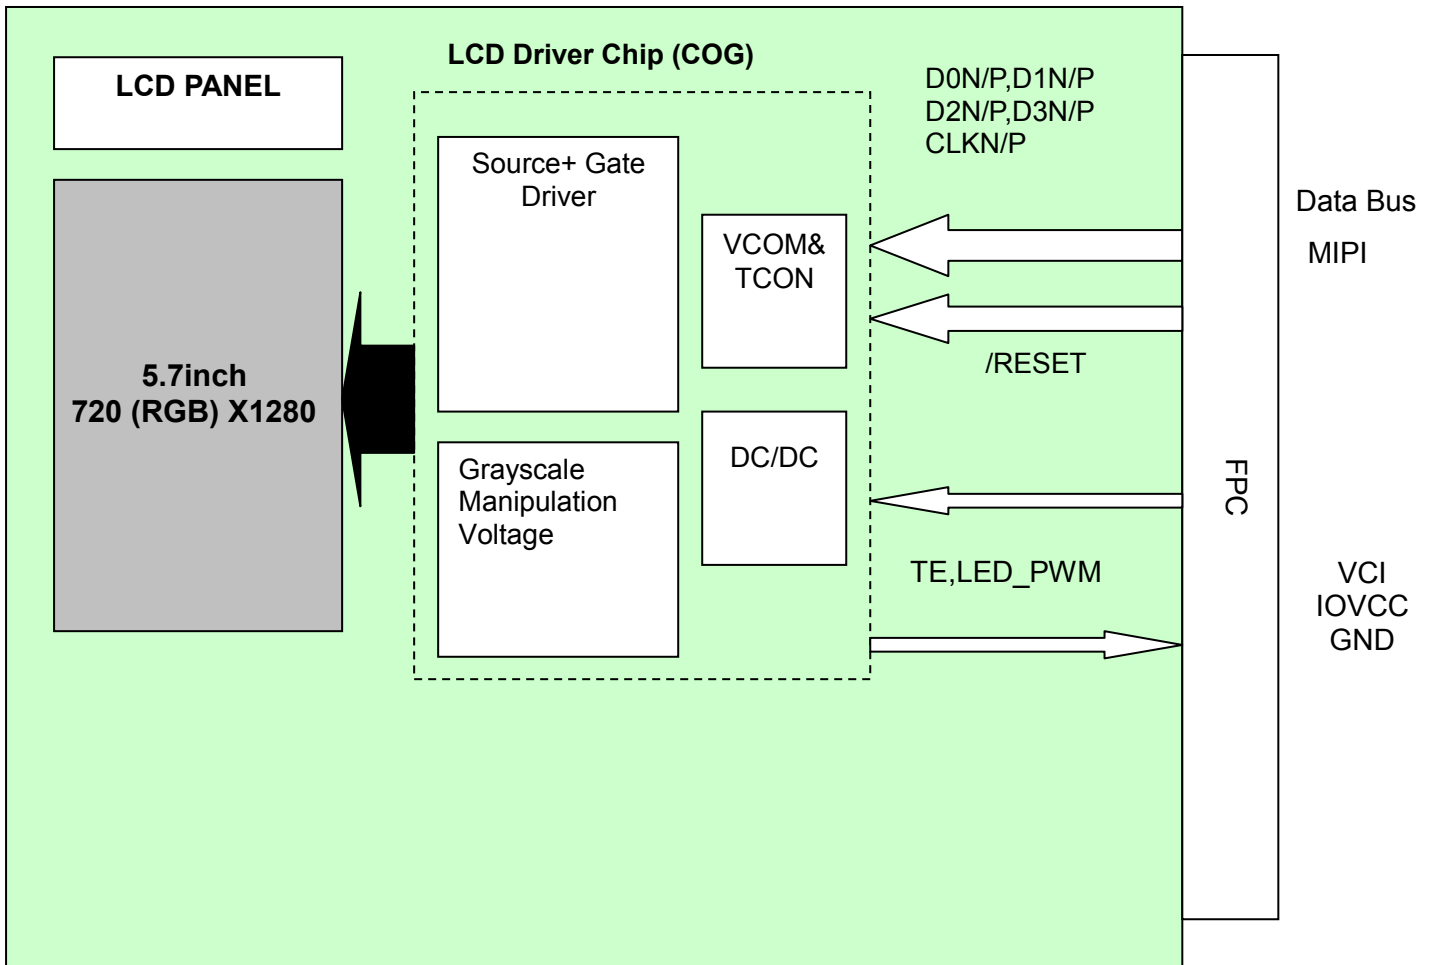 LCD Driver Chip (COG)
LCD PANEL
D0N/P,D1N/P
D2N/P,D3N/P
CLKN/P
Source+ Gate
Driver
VCOM&
TCON
Data Bus
MIPI
/RESET
5.7inch
720 (RGB) X1280
Grayscale
Manipulation
Voltage
DC/DC
FPC
TE,LED_PWM
VCI
IOVCC
GND